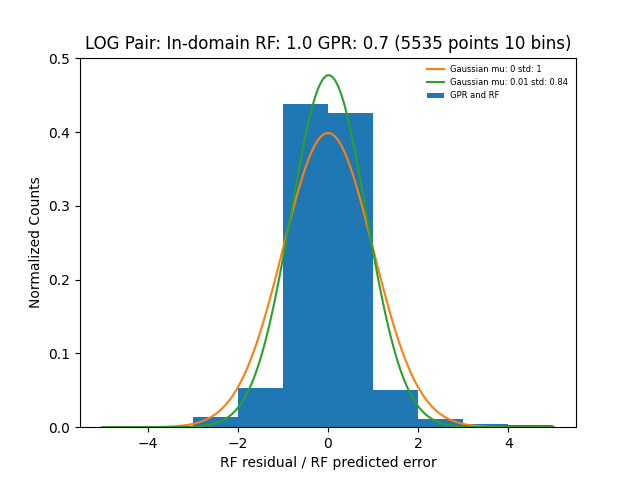 LOG Pair: In-domain RF: 1.0 GPR: 0.7 (5535 points 10 bins)
Gaussian mu: 0 std: 1
Gaussian mu: 0.01 std: 0.84
GPR and RF
Normalized Counts
0.5
0.4
0.3
0.2
0.1
0.0
−4 −2 0 2 4
RF residual / RF predicted error